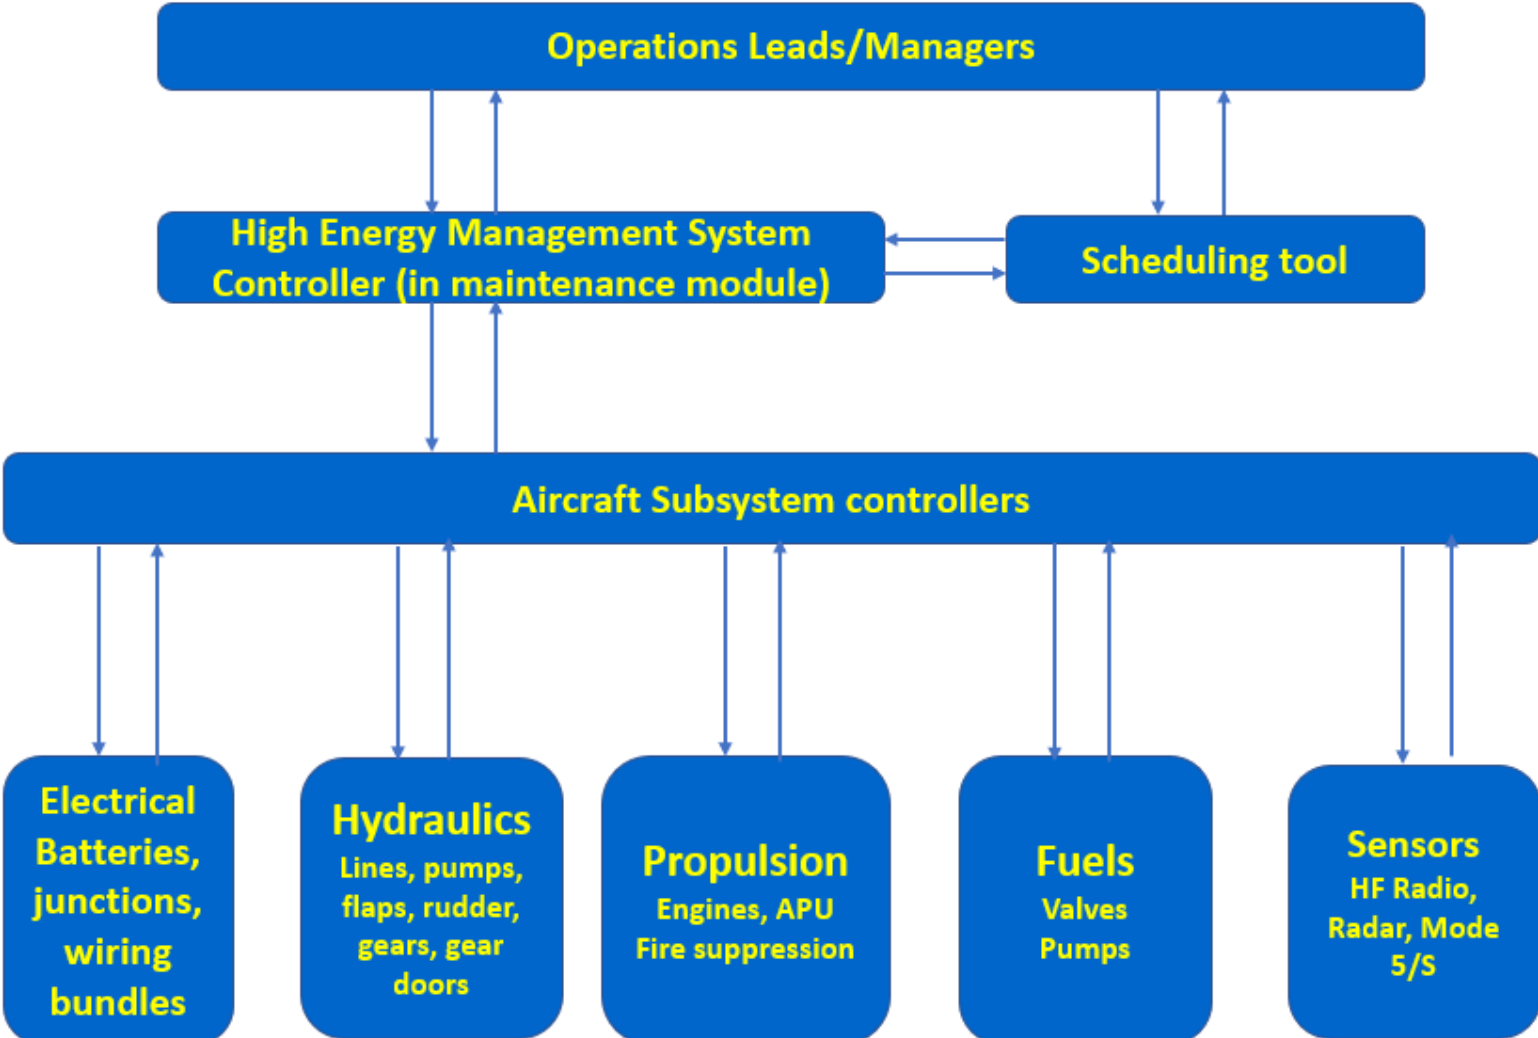 Operations Leads/Managers
High Energy Management System
Controller (in maintenance module)
Scheduling tool
Aircraft Subsystem controllers
Electrical
Batteries,
junctions,
wiring
bundles
Hydraulics
Lines, pumps,
flaps, rudder,
gears, gear
doors
Propulsion
Engines, APU
Fire suppression
Fuels
Valves
Pumps
Sensors
HF Radio,
Radar, Mode
5/S